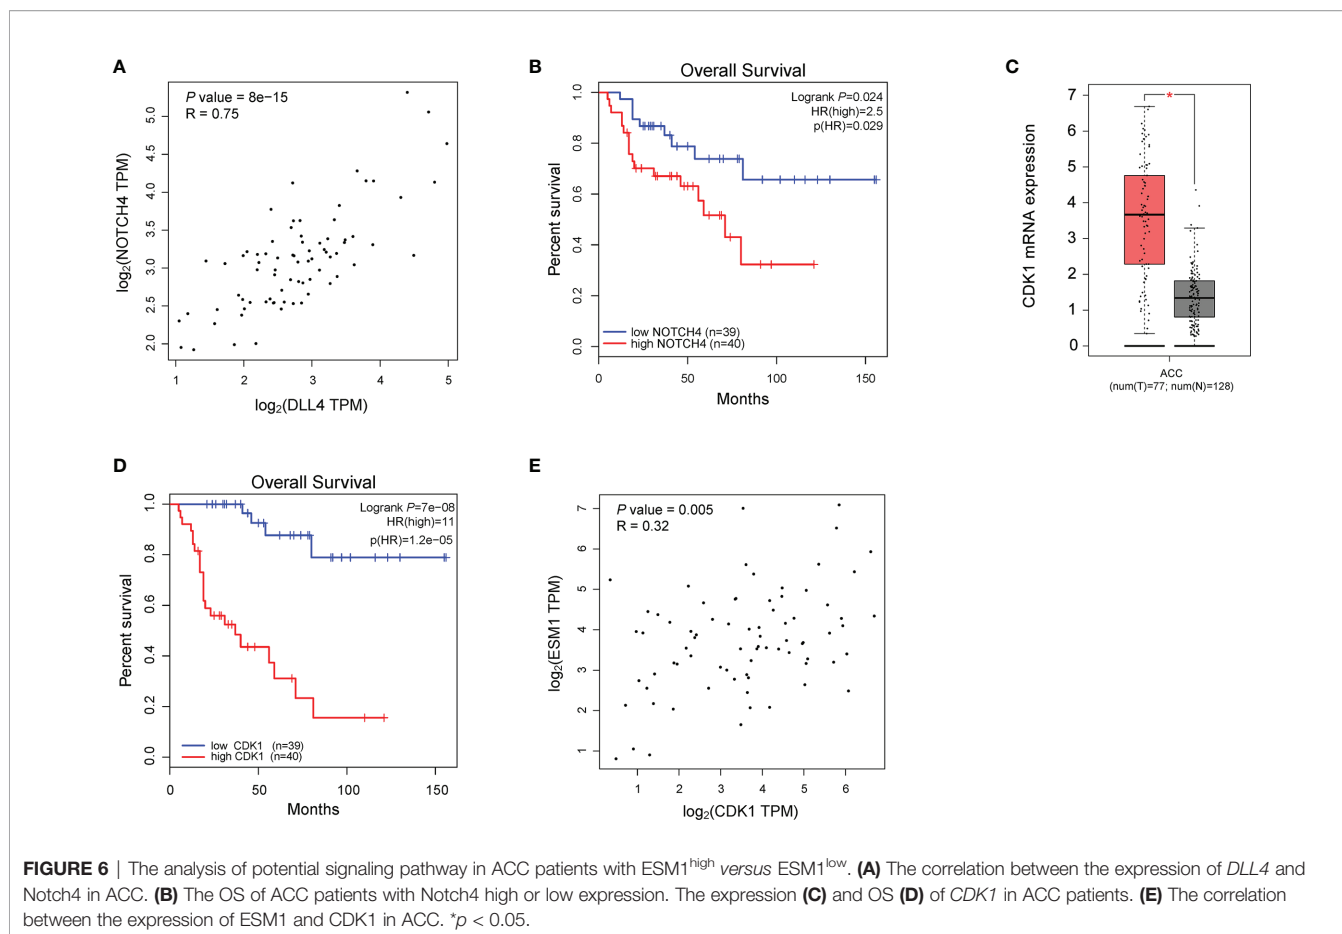 A
P value = 8e−15
R = 0.75
log2(NOTCH4 TPM)
5.0
4.5
4.0
3.5
3.0
2.5
2.0
1 2 3 4 5
log2(DLL4 TPM)
B
Overall Survival
Logrank P=0.024
HR(high)=2.5
p(HR)=0.029
Percent survival
1.0
0.8
0.6
0.4
0.2
0.0
low NOTCH4 (n=39)
high NOTCH4 (n=40)
0 50 100 150
Months
C
*
CDK1 mRNA expression
7
6
5
4
3
2
1
0
ACC
(num(T)=77; num(N)=128)
D
Overall Survival
Logrank P=7e−08
HR(high)=11
p(HR)=1.2e−05
Percent survival
1.0
0.8
0.6
0.4
0.2
0.0
low CDK1 (n=39)
high CDK1 (n=40)
0 50 100 150
Months
E
P value = 0.005
R = 0.32
log2(ESM1 TPM)
7
6
5
4
3
2
1
1 2 3 4 5 6
log2(CDK1 TPM)
FIGURE 6 | The analysis of potential signaling pathway in ACC patients with ESM1high versus ESM1low. (A) The correlation between the expression of DLL4 and
Notch4 in ACC. (B) The OS of ACC patients with Notch4 high or low expression. The expression (C) and OS (D) of CDK1 in ACC patients. (E) The correlation
between the expression of ESM1 and CDK1 in ACC. *p < 0.05.